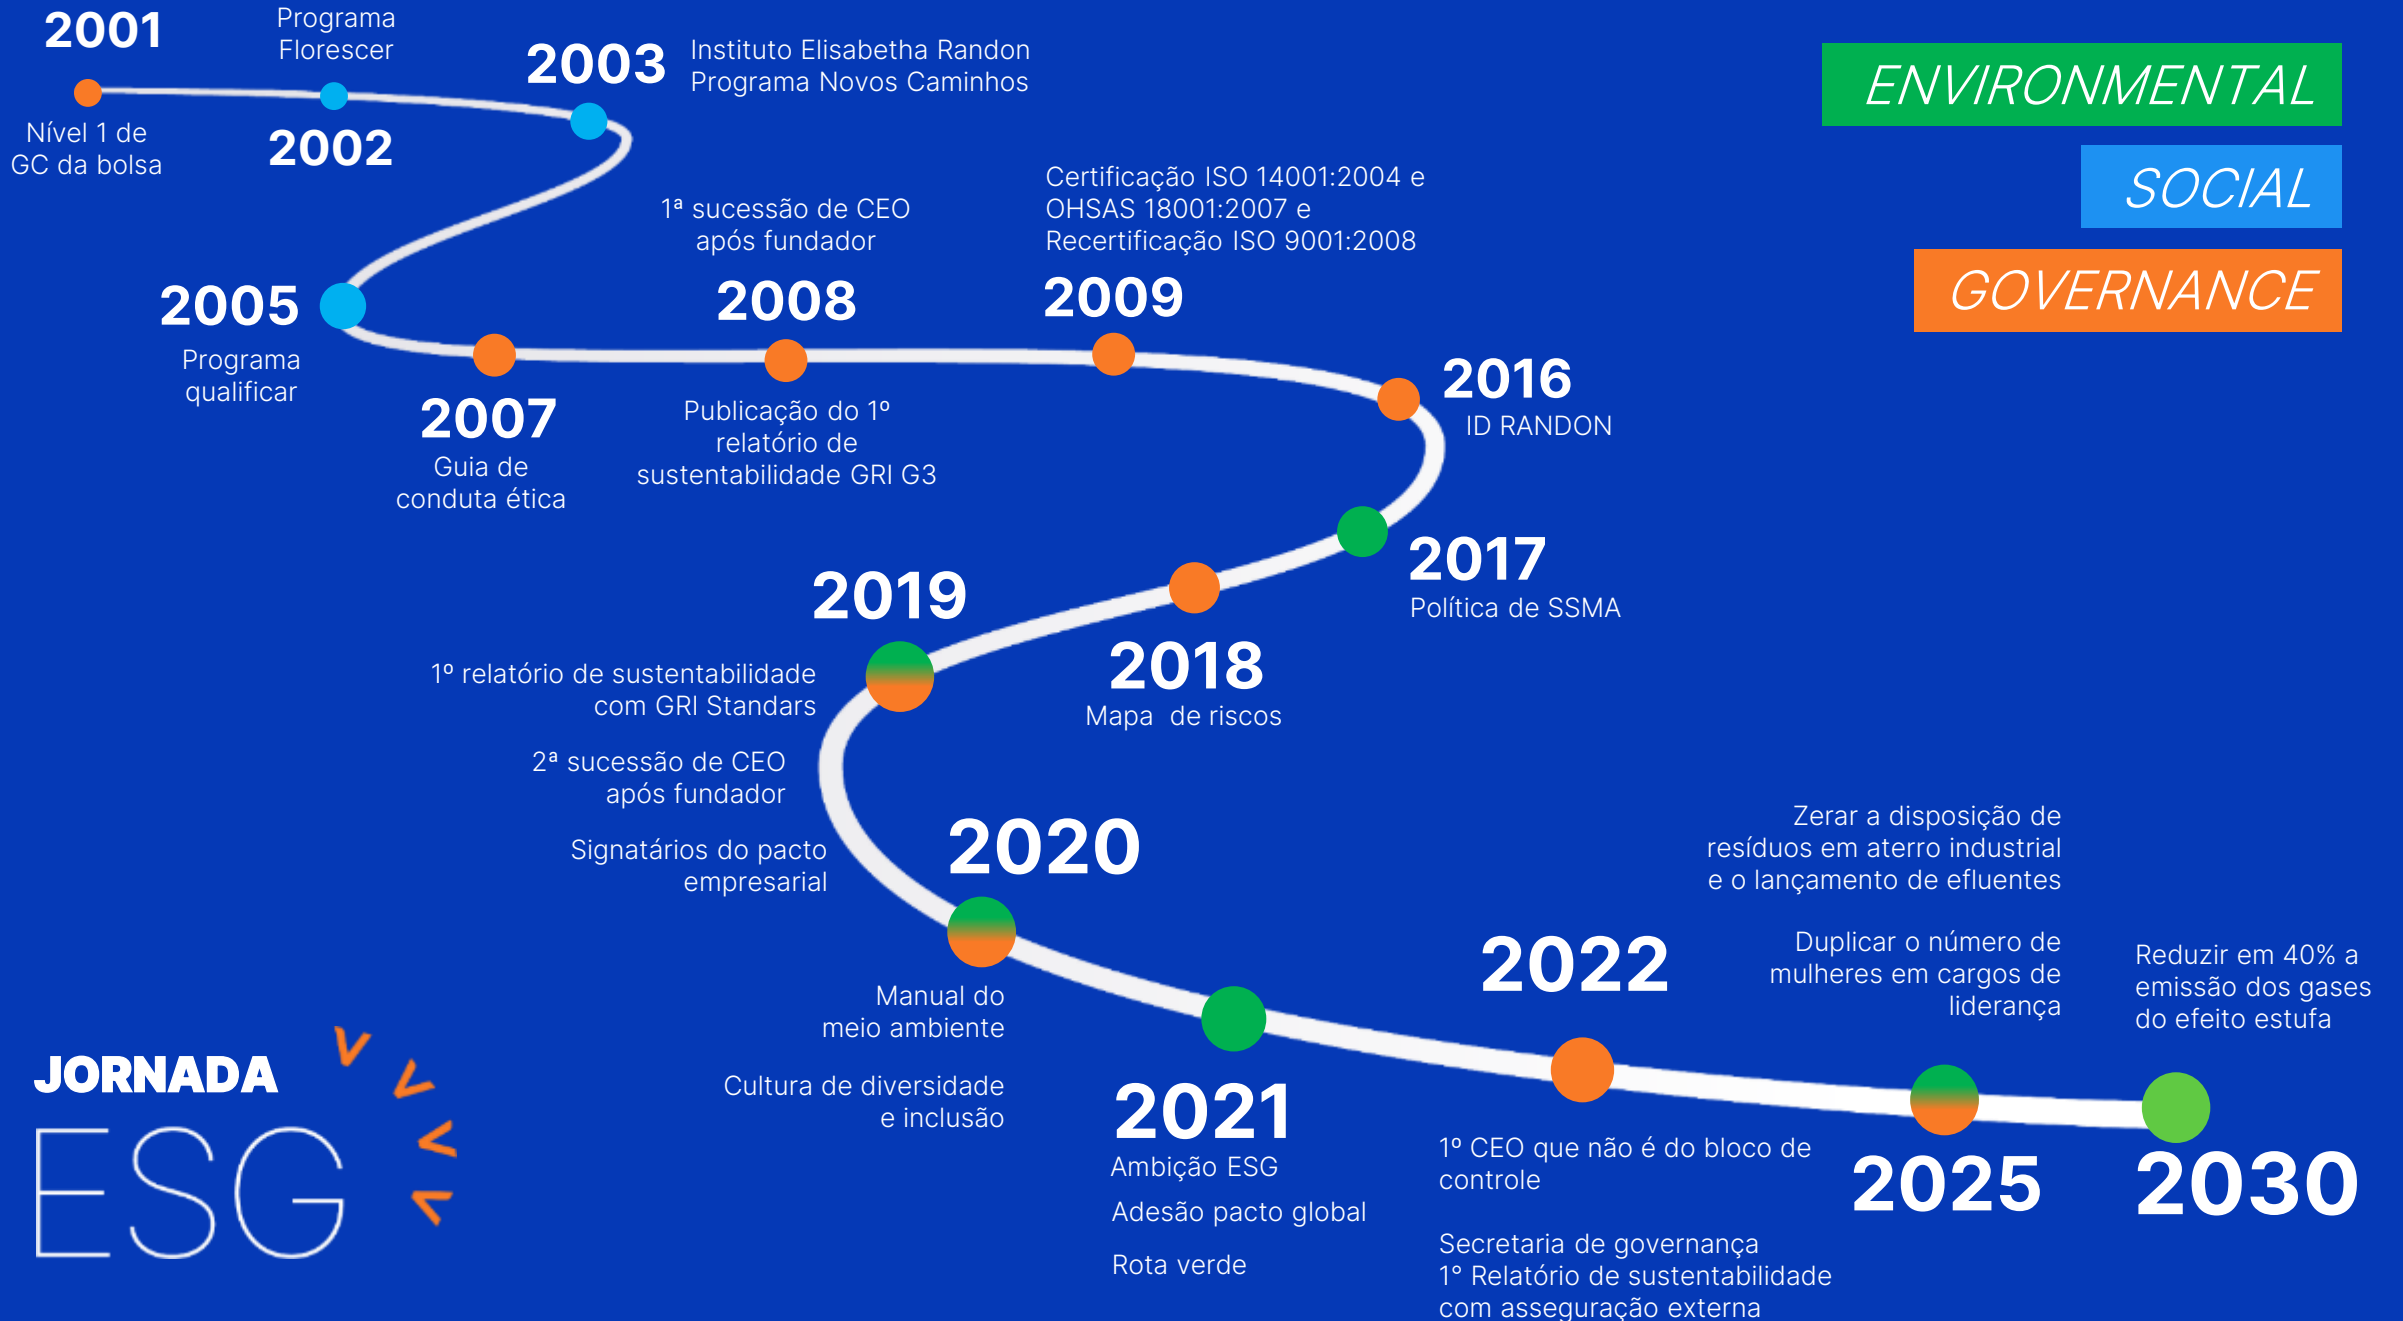 2001
Nível 1 de
GC da bolsa
Programa
Florescer
2002
2003
Instituto Elisabetha Randon
Programa Novos Caminhos
ENVIRONMENTAL
SOCIAL
GOVERNANCE
2005
Programa
qualificar
2007
Guia de
conduta ética
1ª sucessão de CEO
após fundador
2008
Publicação do 1º
relatório de
sustentabilidade GRI G3
Certificação ISO 14001:2004 e
OHSAS 18001:2007 e
Recertificação ISO 9001:2008
2009
2016
ID RANDON
2017
Política de SSMA
2018
Mapa de riscos
2019
1º relatório de sustentabilidade
com GRI Standars
2ª sucessão de CEO
após fundador
Signatários do pacto
empresarial
2020
Manual do
meio ambiente
Cultura de diversidade
e inclusão
2021
Ambição ESG
Adesão pacto global
Rota verde
2022
1º CEO que não é do bloco de
controle
Secretaria de governança
1° Relatório de sustentabilidade
com asseguração externa
Zerar a disposição de
resíduos em aterro industrial
e o lançamento de efluentes
Duplicar o número de
mulheres em cargos de
liderança
2025
Reduzir em 40% a
emissão dos gases
do efeito estufa
2030
JORNADA
ESG